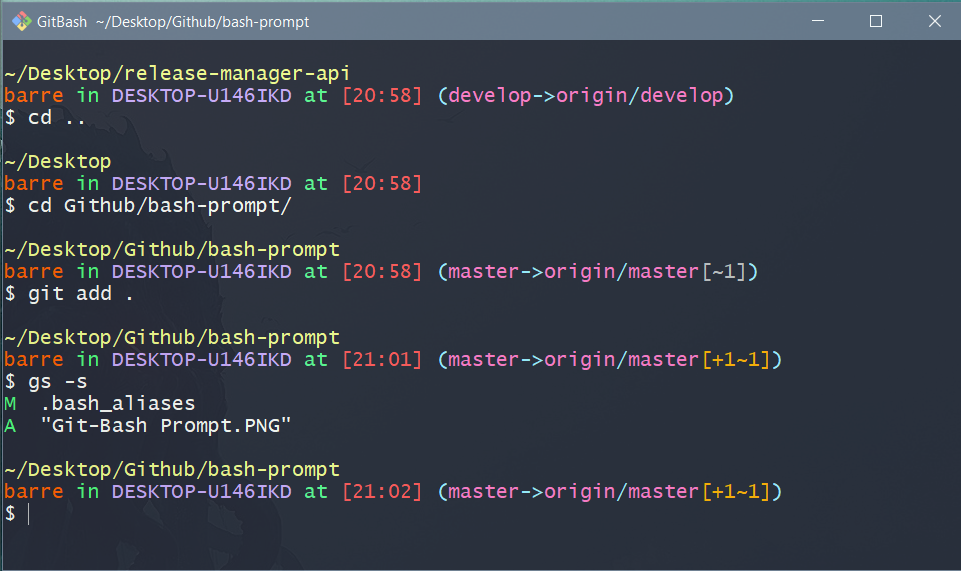 GitBash ~/Desktop/Github/bash-prompt
~/Desktop/release-manager-api
barre in DESKTOP-U146IKD at [20:58] (develop->origin/develop)
$ cd ..
~/Desktop
barre in DESKTOP-U146IKD at [20:58]
$ cd Github/bash-prompt/
~/Desktop/Github/bash-prompt
barre in DESKTOP-U146IKD at [20:58] (master->origin/master[~1])
$ git add .
~/Desktop/Github/bash-prompt
barre in DESKTOP-U146IKD at [21:01] (master->origin/master[+1~1])
$ gs -s
M  .bash_aliases
A  "Git-Bash Prompt.PNG"
~/Desktop/Github/bash-prompt
barre in DESKTOP-U146IKD at [21:02] (master->origin/master[+1~1])
$